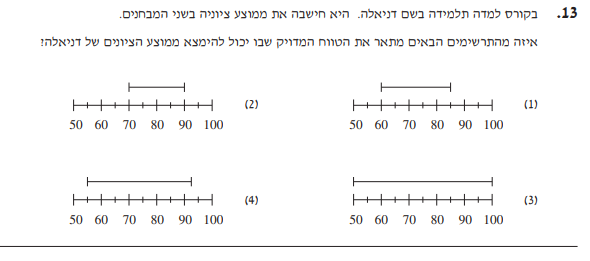 13. בקורס למדה תלמידה בשם דניאלה. היא חישבה את ממוצע ציוניה בשני המבחנים.
איזה מהתרשימים הבאים מתאר את הטווח המדויק שבו יכול להימצא ממוצע הציונים של דניאלה?
(1)
50 60 70 80 90 100
(2)
50 60 70 80 90 100
(3)
50 60 70 80 90 100
(4)
50 60 70 80 90 100